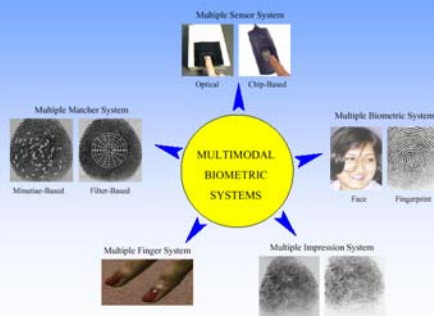 Multiple Sensor System
Optical
Chip-Based
Multiple Matcher System
Minutiae-Based
Filter-Based
Multiple Biometric System
Face
Fingerprint
MULTIMODAL
BIOMETRIC
SYSTEMS
Multiple Finger System
Multiple Impression System